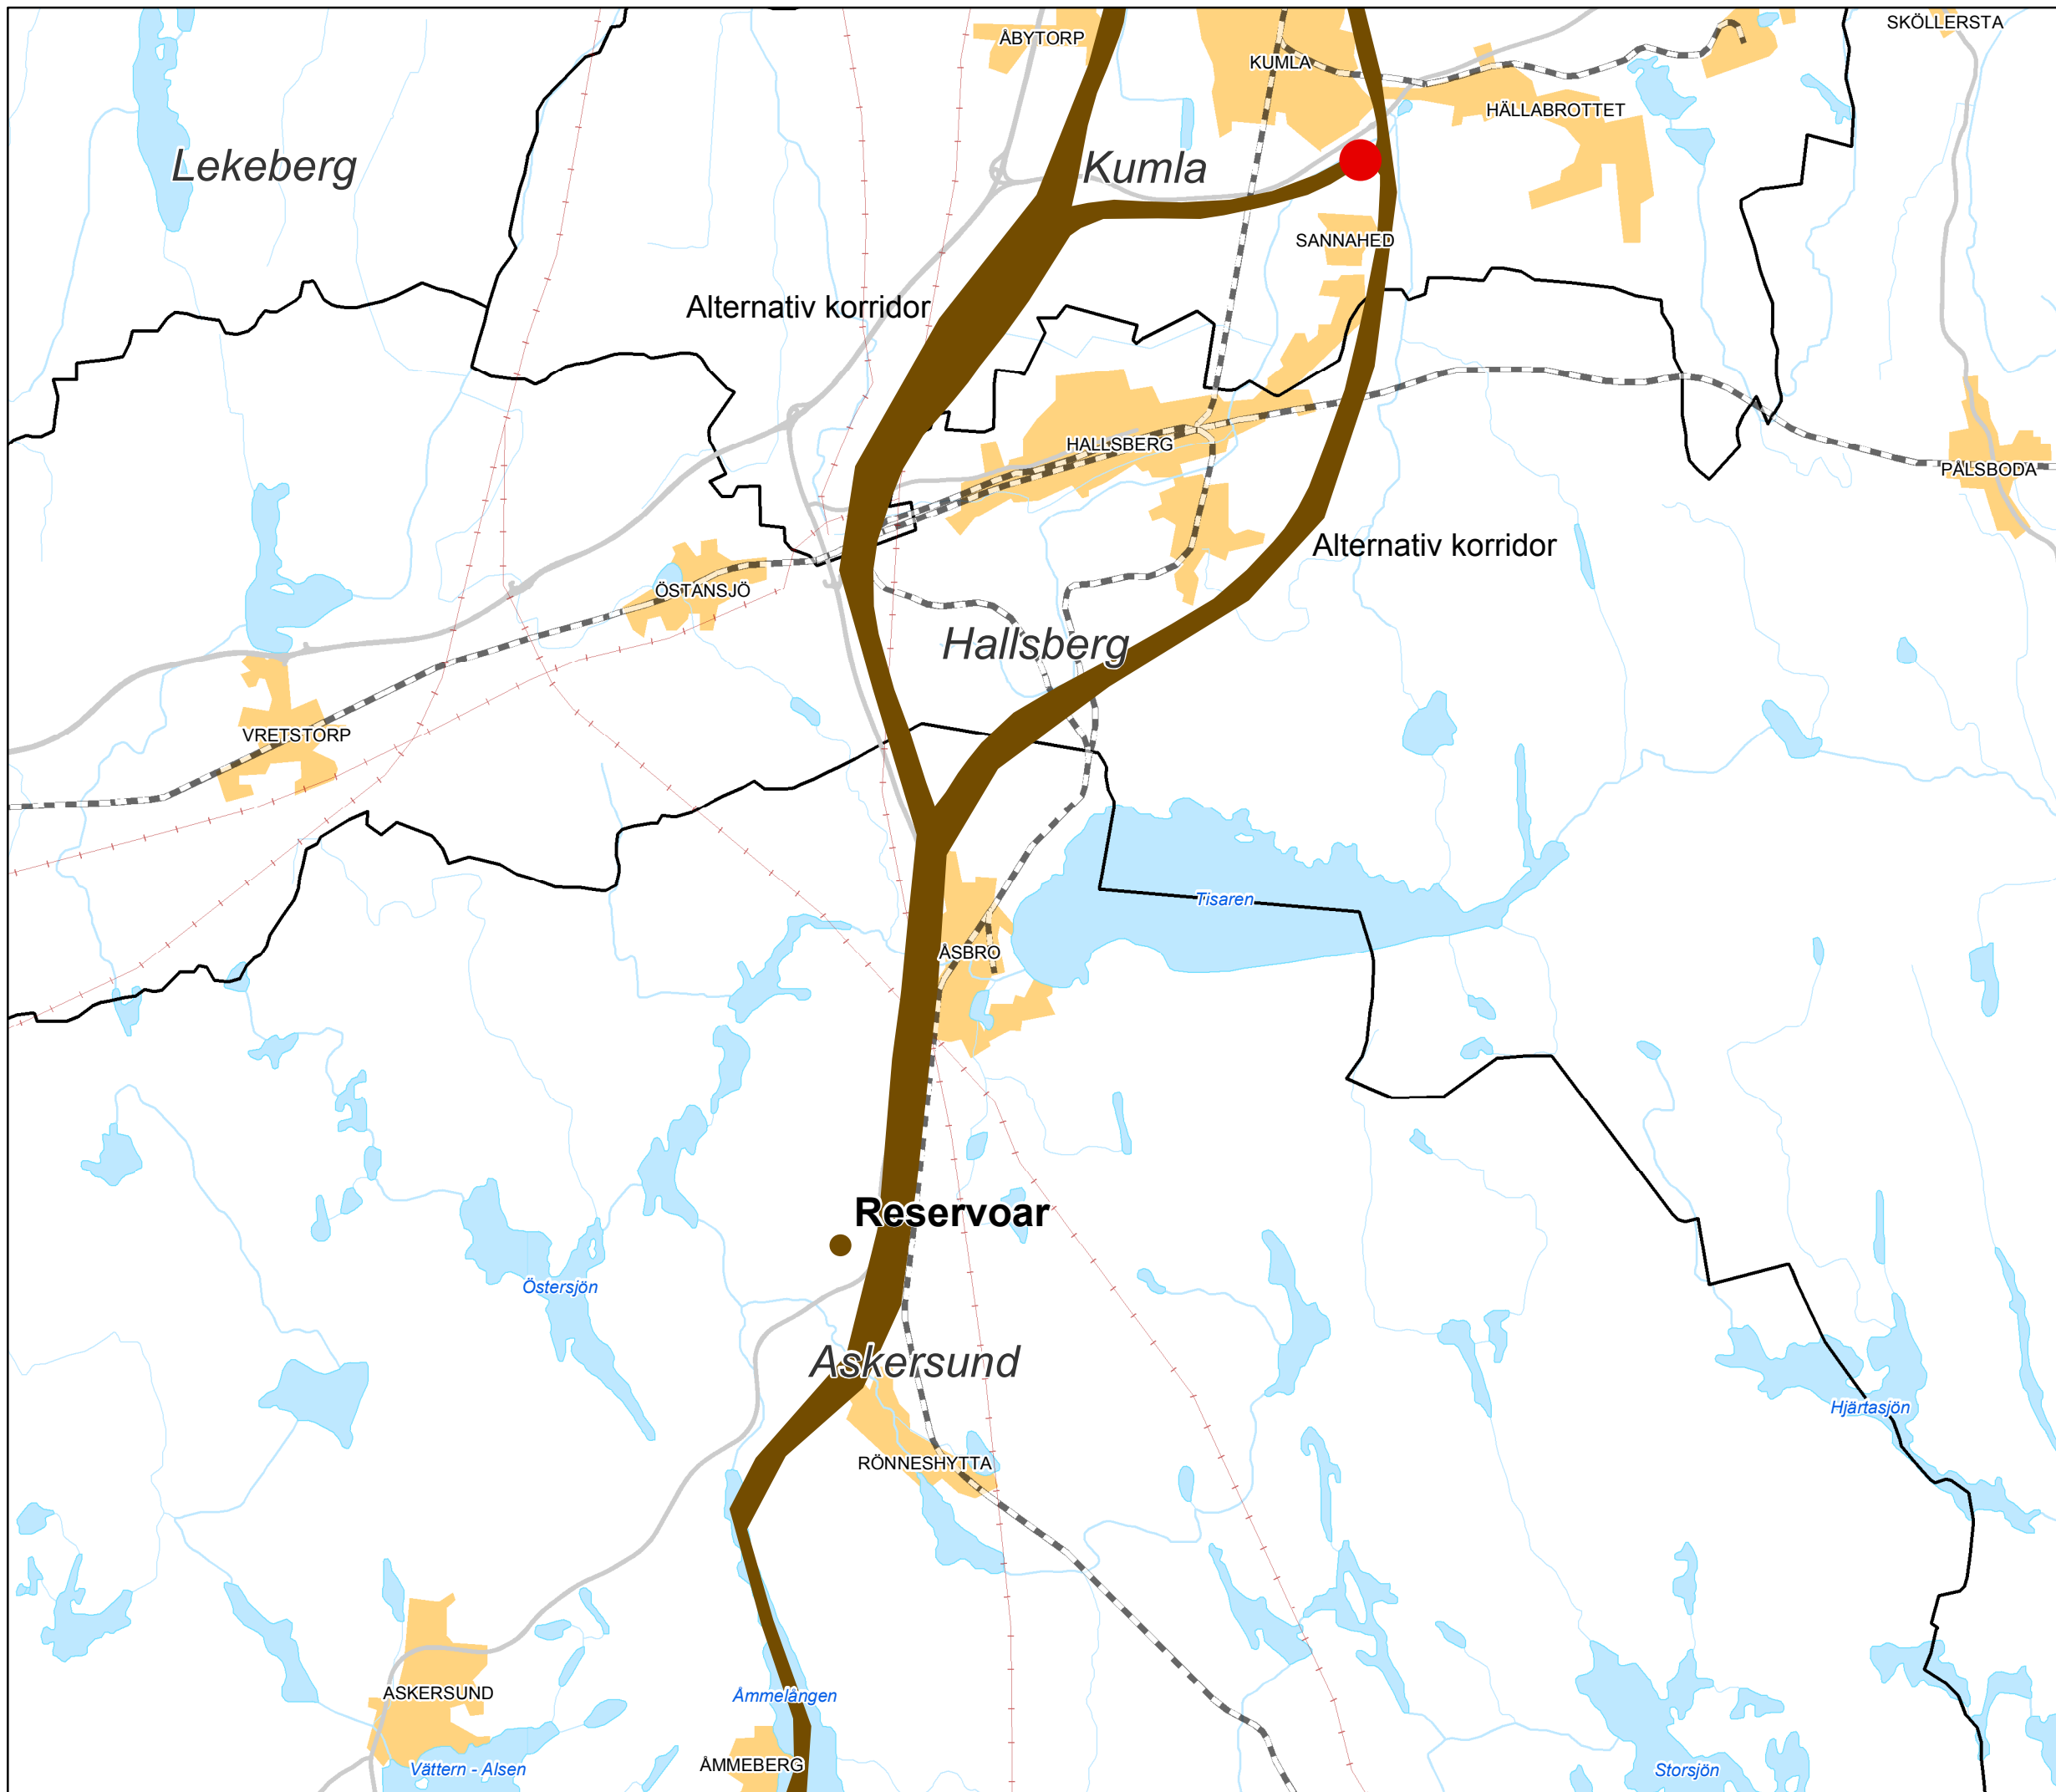 SKÖLLERSTA
ÅBYTORP
KUMLA
HÄLLABROTTET
Lekeberg
Kumla
SANNAHED
Alternativ korridor
HALLSBERG
PÅLSBODA
Alternativ korridor
ÖSTANSJÖ
Hallsberg
VRETSTORP
Tisaren
ÅSBRO
Reservoar
Östersjön
Askersund
Hjärtasjön
RÖNNESHYTTA
ASKERSUND
Åmmelången
ÅMMEBERG
Vättern - Alsen
Storsjön